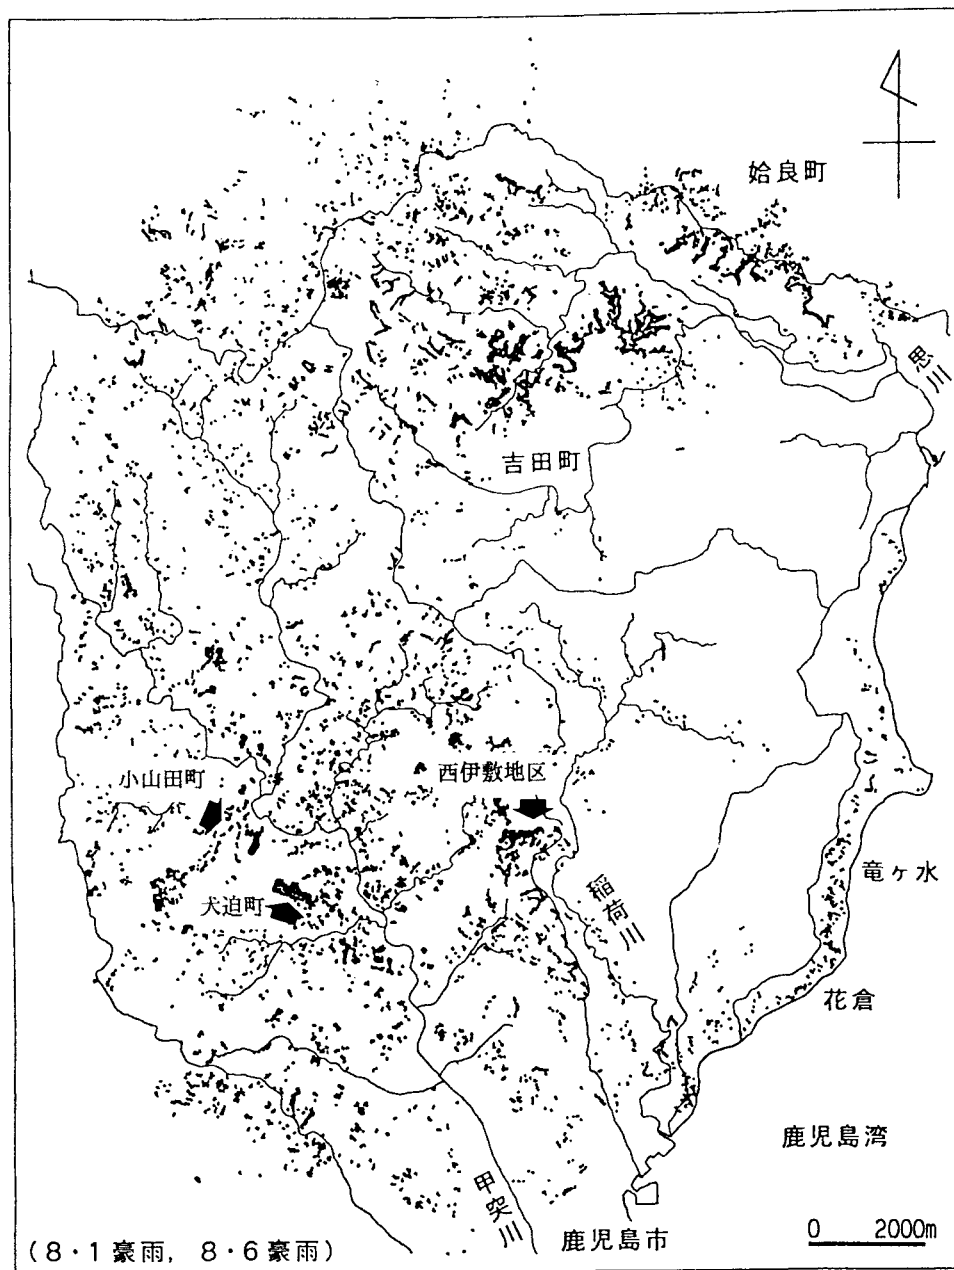 姶良町
思川
吉田町
小山田町
西伊敷地区
犬迫町
竜ヶ水
稲荷川
花倉
鹿児島湾
甲突川
鹿児島市
0 2000m
(8・1豪雨, 8・6豪雨)